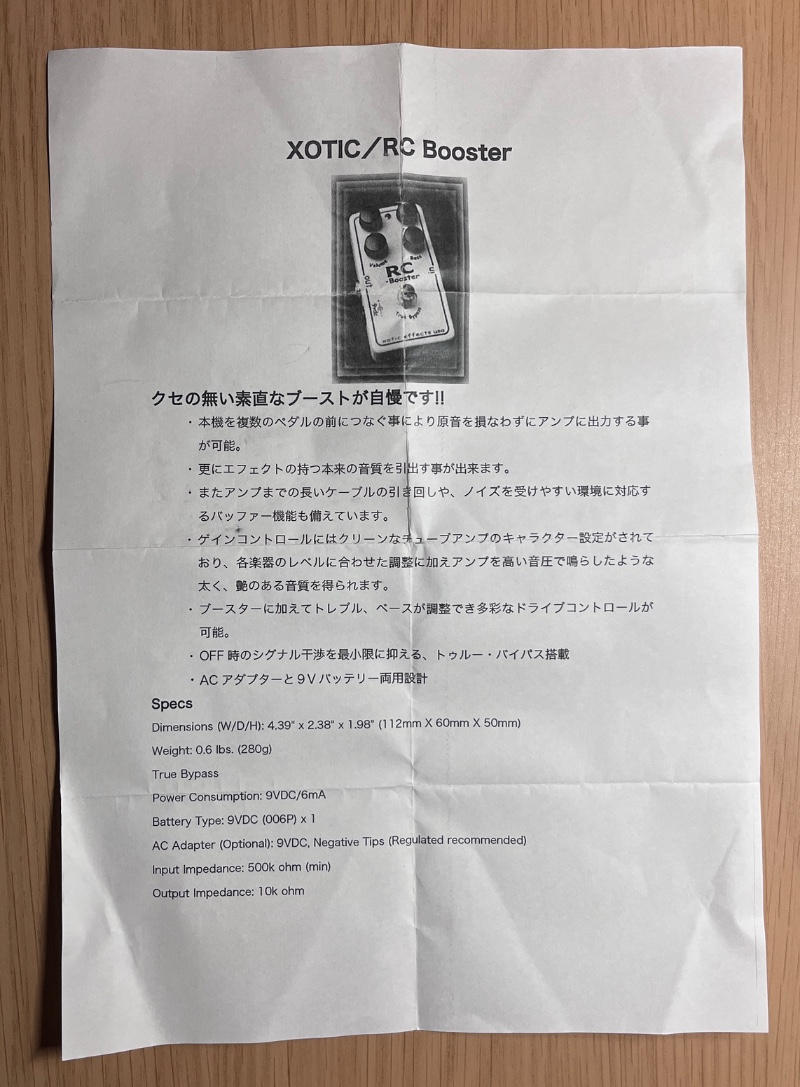 XOTIC／RC Booster
Volume
Bass
RC
-Booster
OUT
IN
True Bypass
xotic effects usa
クセの無い素直なブーストが自慢です!!
・本機を複数のペダルの前につなぐ事により原音を損なわずにアンプに出力する事
が可能。
・更にエフェクトの持つ本来の音質を引出す事が出来ます。
・またアンプまでの長いケーブルの引き回しや、ノイズを受けやすい環境に対応す
るバッファー機能も備えています。
・ゲインコントロールにはクリーンなチューブアンプのキャラクター設定がされて
おり、各楽器のレベルに合わせた調整に加えアンプを高い音圧で鳴らしたような
太く、艶のある音質を得られます。
・ブースターに加えてトレブル、ベースが調整でき多彩なドライブコントロールが
可能。
・OFF 時のシグナル干渉を最小限に抑える、トゥルー・バイパス搭載
・AC アダプターと９V バッテリー両用設計
Specs
Dimensions (W/D/H): 4.39" x 2.38" x 1.98" (112mm X 60mm X 50mm)
Weight: 0.6 lbs. (280g)
True Bypass
Power Consumption: 9VDC/6mA
Battery Type: 9VDC (006P) x 1
AC Adapter (Optional): 9VDC, Negative Tips (Regulated recommended)
Input Impedance: 500k ohm (min)
Output Impedance: 10k ohm